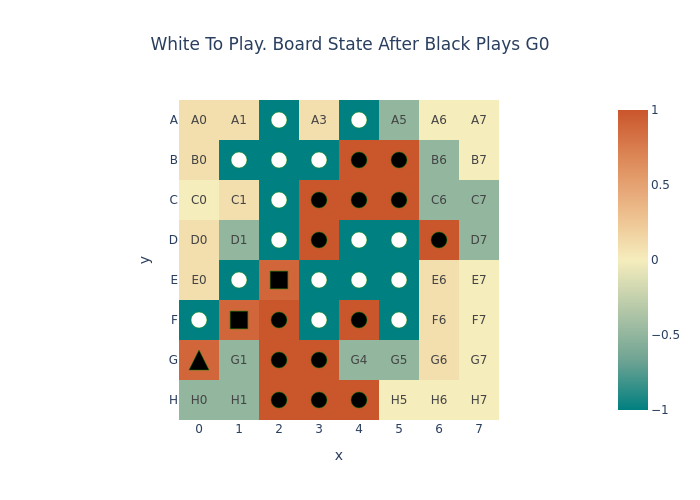 White To Play. Board State After Black Plays G0
A A0 A1 A3 A5 A6 A7
B B0 B6 B7
C C0 C1 C6 C7
D D0 D1 D7
E E0 E6 E7
F F6 F7
G G1 G4 G5 G6 G7
H H0 H1 H5 H6 H7
0 1 2 3 4 5 6 7
x
y
1
0.5
0
−0.5
−1